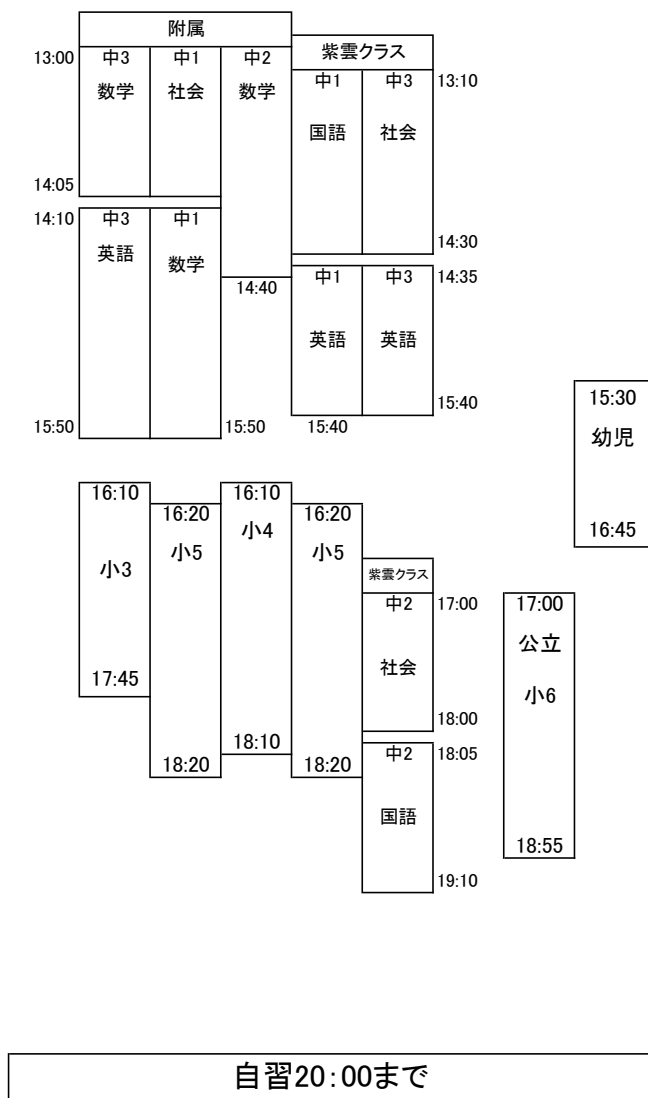 附属
紫雲クラス
13:00 中3 中1 中2
数学 社会 数学
中1 中3 13:10
国語 社会
14:05
14:10 中3 中1
英語 数学
14:30
中1 中3 14:35
14:40
英語 英語
15:40
15:50 15:50 15:40
15:30
幼児
16:45
16:10 16:20 16:10 16:20
小3 小5 小4 小5
紫雲クラス
中2 17:00
社会
17:00
公立
小6
17:45
18:00
18:10
18:20 18:20
中2 18:05
国語
18:55
19:10
自習20:00まで